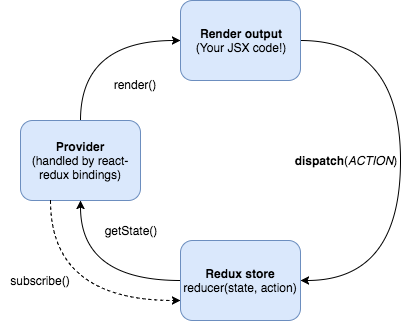 Render output
(Your JSX code!)
render()
Provider
(handled by react-
redux bindings)
dispatch(ACTION)
getState()
subscribe()
Redux store
reducer(state, action)